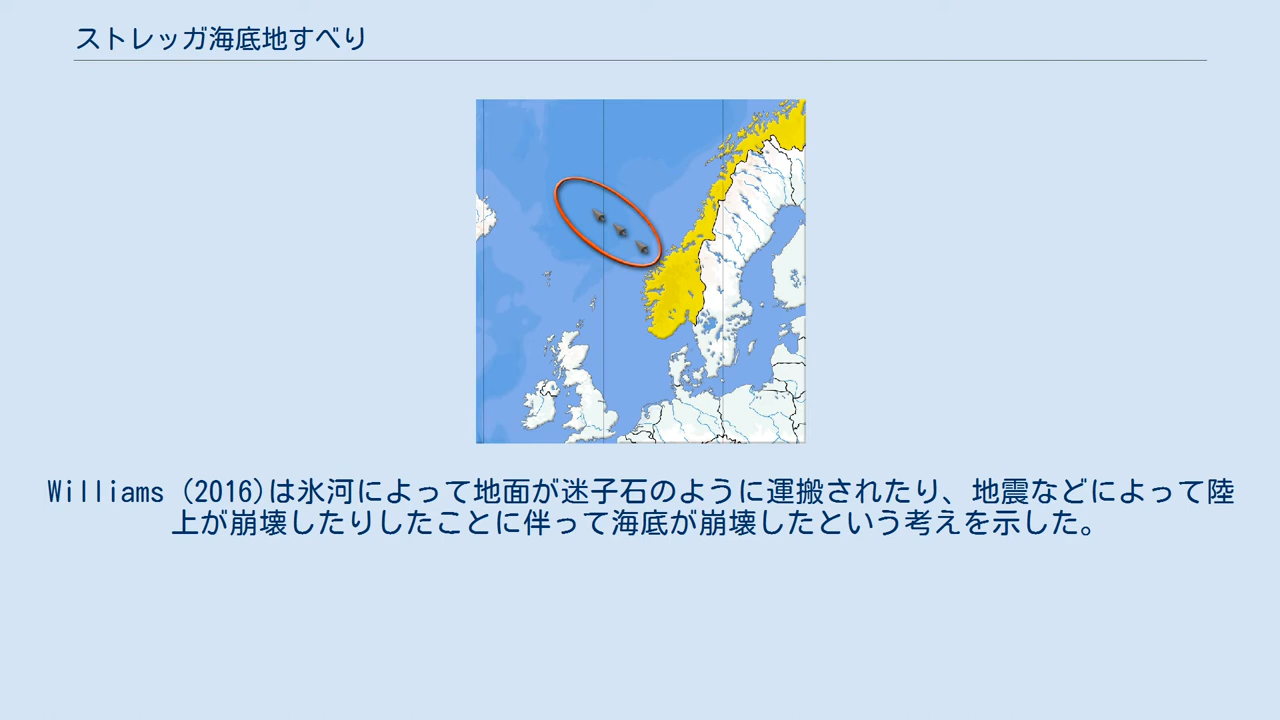 ストレッガ海底地すべり
Williams (2016)は氷河によって地面が迷子石のように運搬されたり、地震などによって陸
上が崩壊したりしたことに伴って海底が崩壊したという考えを示した。